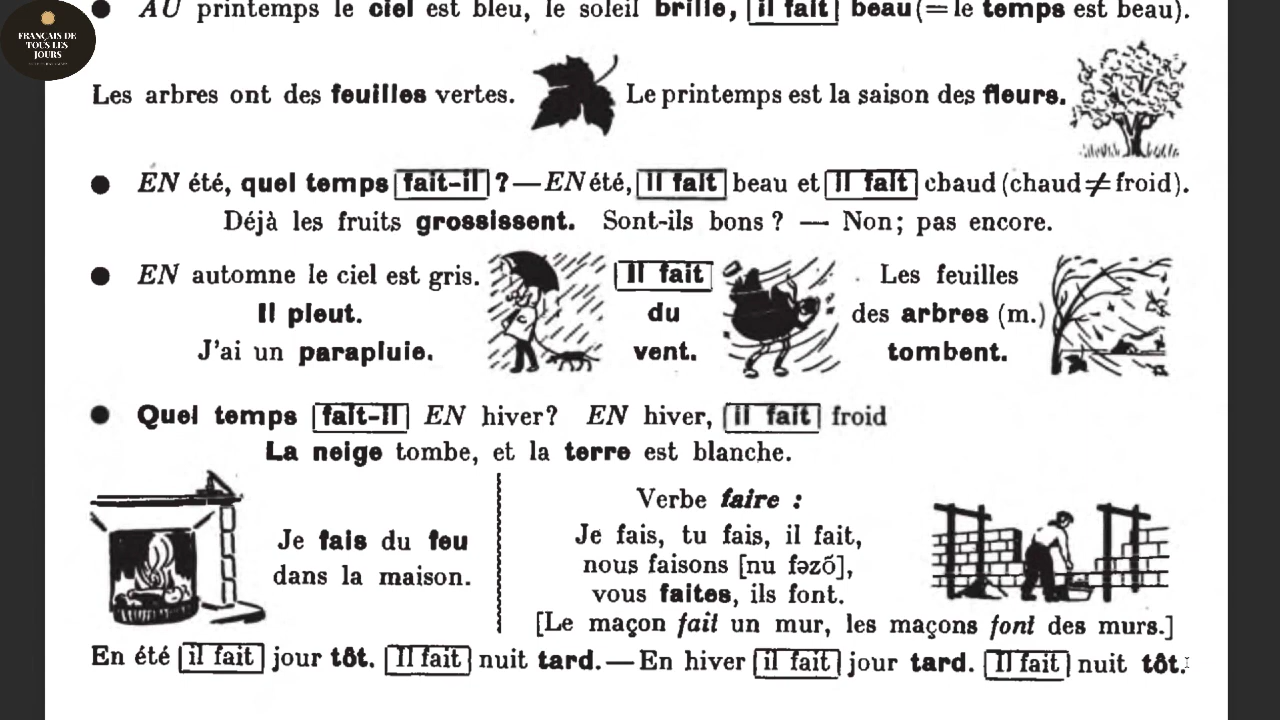 FRANÇAIS DE
TOUS LES
JOURS
● AU printemps le ciel est bleu, le soleil brille, il fait beau (= le temps est beau).
Les arbres ont des feuilles vertes. Le printemps est la saison des fleurs.
● EN été, quel temps fait-il ? — EN été, Il fait beau et Il fait chaud (chaud ≠ froid).
Déjà les fruits grossissent. Sont-ils bons ? — Non ; pas encore.
● EN automne le ciel est gris.
Il pleut.
J'ai un parapluie.
Il fait
du
vent.
Les feuilles
des arbres (m.)
tombent.
● Quel temps fait-il EN hiver? EN hiver, il fait froid
La neige tombe, et la terre est blanche.
Je fais du feu
dans la maison.
Verbe faire :
Je fais, tu fais, il fait,
nous faisons [nu fəzõ],
vous faites, ils font.
[Le maçon fait un mur, les maçons font des murs.]
En été il fait jour tôt. Il fait nuit tard. — En hiver il fait jour tard. Il fait nuit tôt.